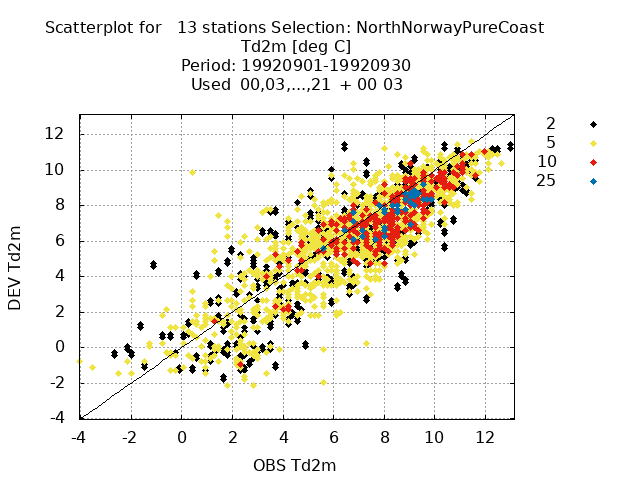 Scatterplot for   13 stations Selection: NorthNorwayPureCoast
Td2m [deg C]
Period: 19920901-19920930
Used  00,03,...,21  + 00 03
2
5
10
25
12
10
8
6
4
2
0
-2
-4
DEV Td2m
-4 -2 0 2 4 6 8 10 12
OBS Td2m